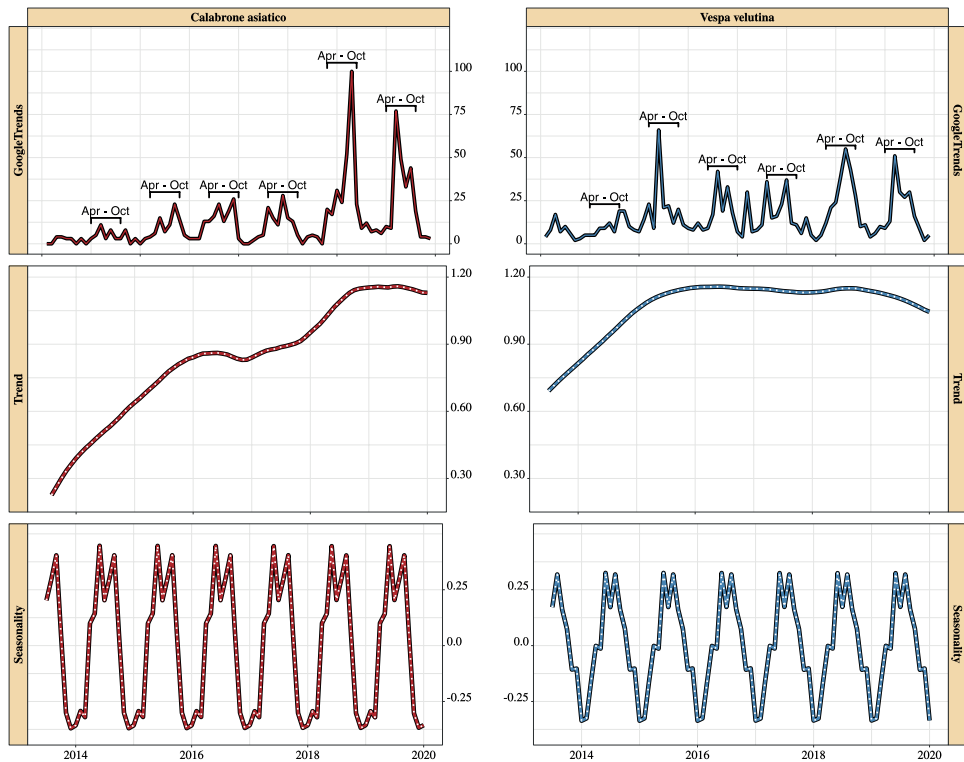 Calabrone asiatico
Vespa velutina
GoogleTrends
Apr - Oct
Apr - Oct
Apr - Oct
Apr - Oct
Apr - Oct
Apr - Oct
100
75
50
25
0
Apr - Oct
Apr - Oct
Apr - Oct
Apr - Oct
Apr - Oct
Apr - Oct
100
75
50
25
0
GoogleTrends
Trend
1.20
0.90
0.60
0.30
1.20
0.90
0.60
0.30
Trend
Seasonality
0.25
0.0
-0.25
0.25
0.0
-0.25
Seasonality
2014 2016 2018 2020
2014 2016 2018 2020